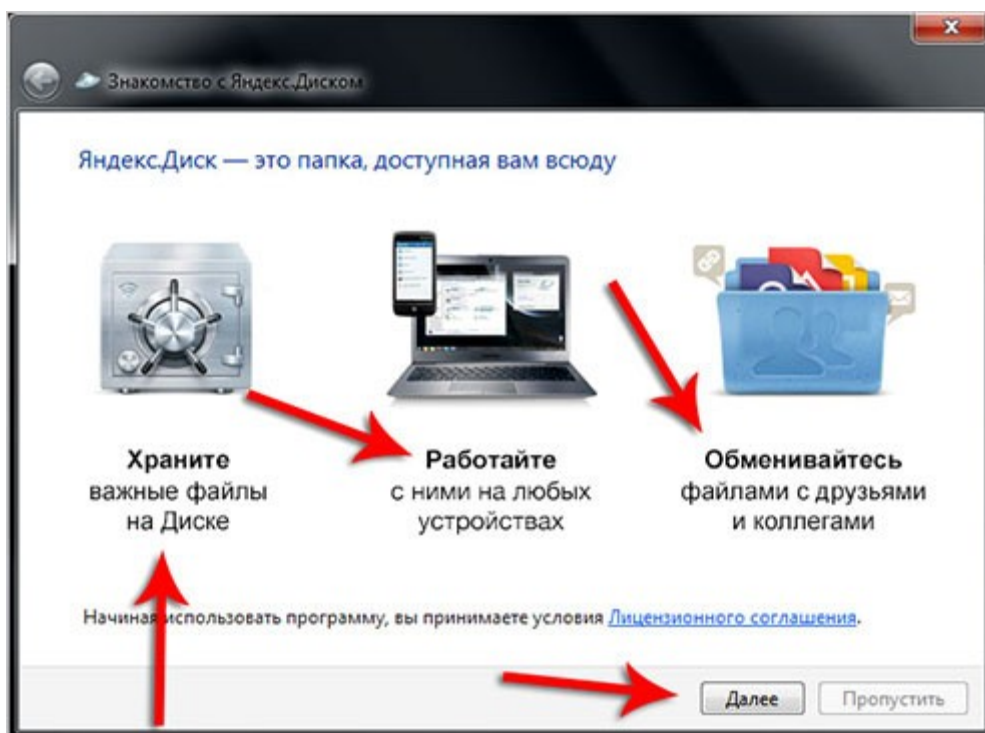 Знакомство с Яндекс.Диском
Яндекс.Диск — это папка, доступная вам всюду
Храните
важные файлы
на Диске
Работайте
с ними на любых
устройствах
Обменивайтесь
файлами с друзьями
и коллегами
Начиная использовать программу, вы принимаете условия Лицензионного соглашения.
Далее
Пропустить